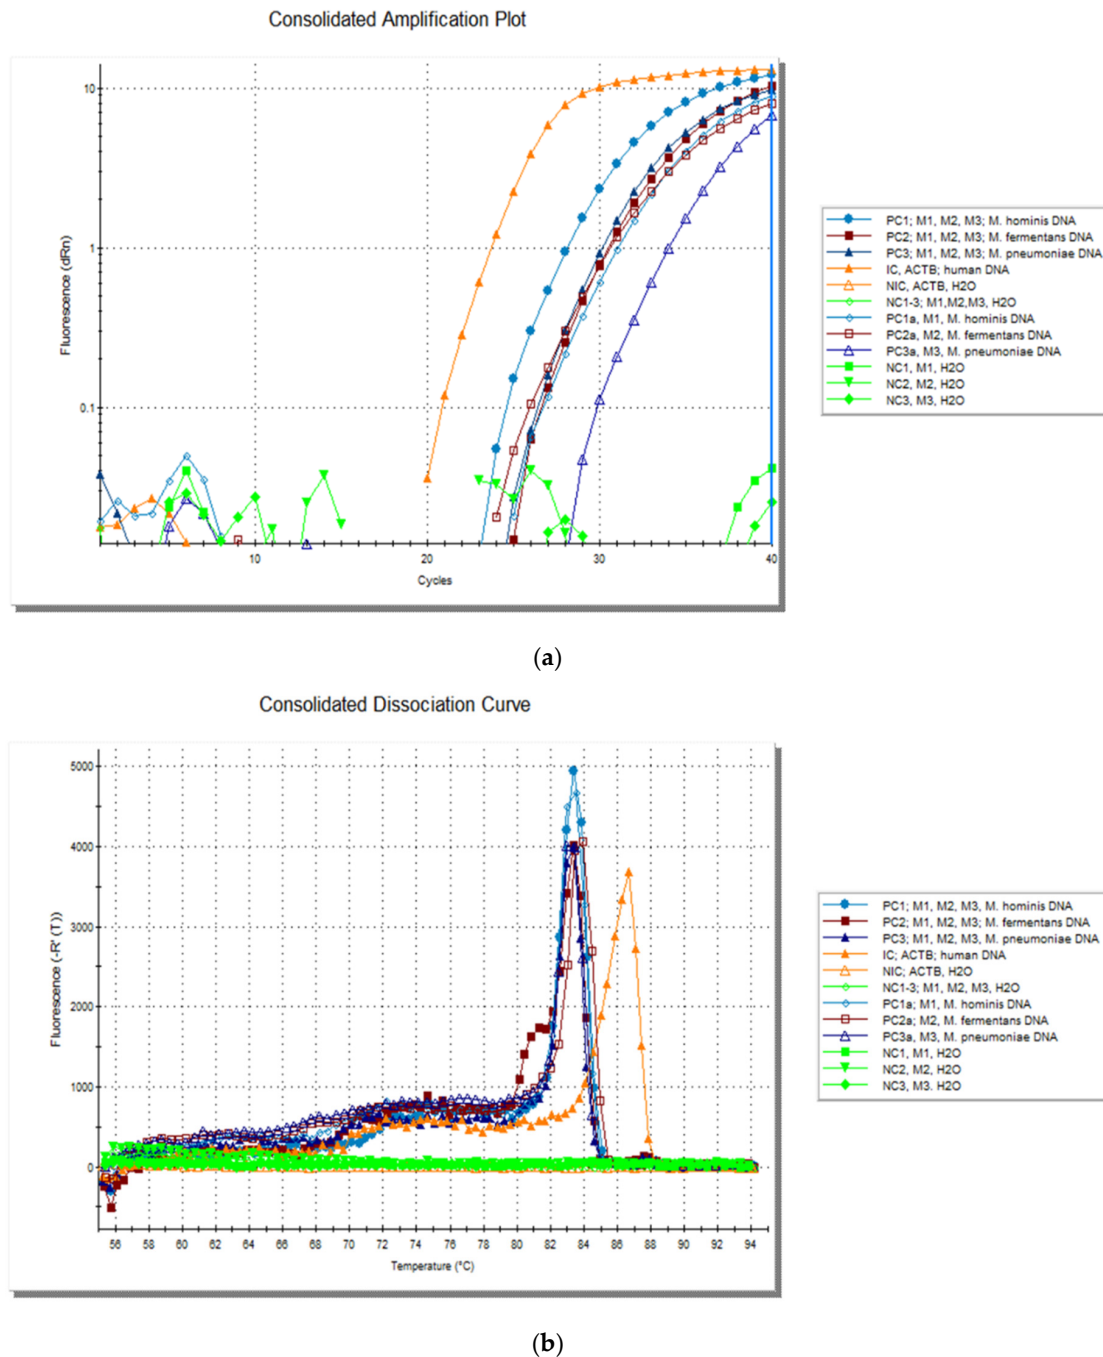 Consolidated Amplification Plot
Fluorescence (dRn)
10
1
0.1
10
20
30
40
Cycles
PC1; M1, M2, M3; M. hominis DNA
PC2; M1, M2, M3; M. fermentans DNA
PC3; M1, M2, M3; M. pneumoniae DNA
IC, ACTB; human DNA
NIC, ACTB, H2O
NC1-3; M1,M2,M3, H2O
PC1a, M1, M. hominis DNA
PC2a, M2, M. fermentans DNA
PC3a, M3, M. pneumoniae DNA
NC1, M1, H2O
NC2, M2, H2O
NC3, M3, H2O
(a)
Consolidated Dissociation Curve
Fluorescence (-R' (T))
5000
4000
3000
2000
1000
0
56 58 60 62 64 66 68 70 72 74 76 78 80 82 84 86 88 90 92 94
Temperature (°C)
PC1; M1, M2, M3, M. hominis DNA
PC2; M1, M2, M3, M. fermentans DNA
PC3; M1, M2, M3, M. pneumoniae DNA
IC; ACTB; human DNA
NIC; ACTB, H2O
NC1-3; M1, M2, M3, H2O
PC1a; M1, M. hominis DNA
PC2a; M2, M. fermentans DNA
PC3a, M3, M. pneumoniae DNA
NC1, M1, H2O
NC2, M2, H2O
NC3, M3. H2O
(b)